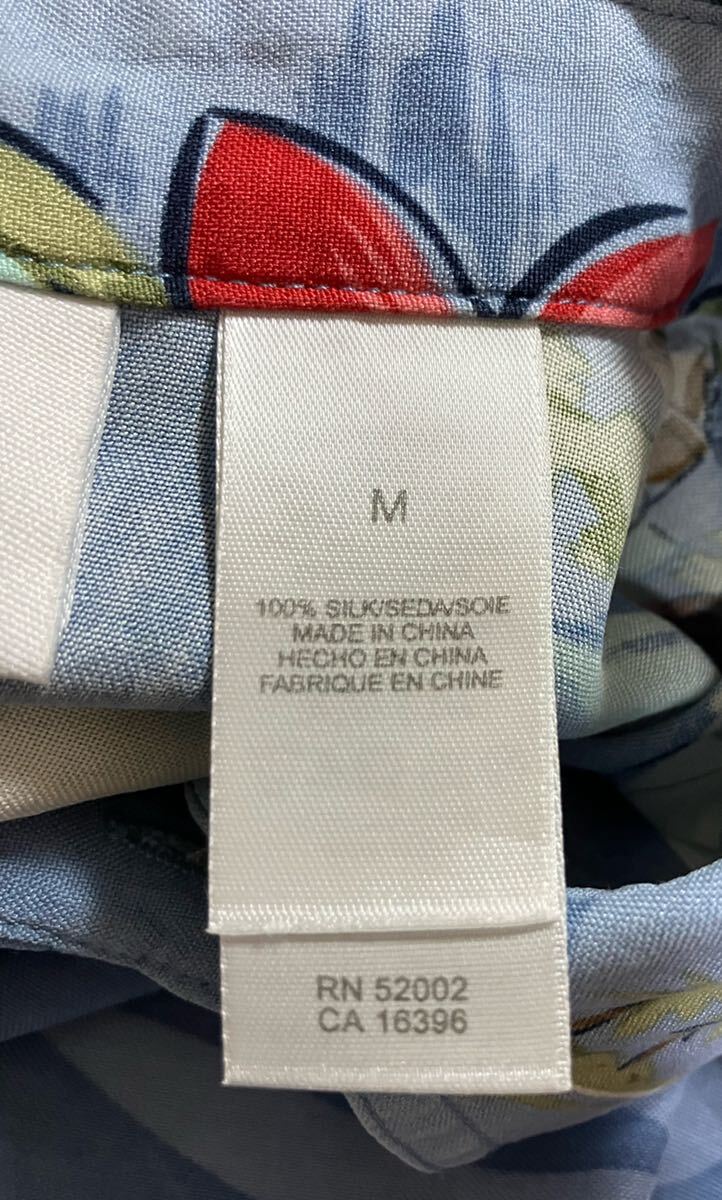 M
100% SILK/SEDA/SOIE
MADE IN CHINA
HECHO EN CHINA
FABRIQUE EN CHINE
RN 52002
CA 16396